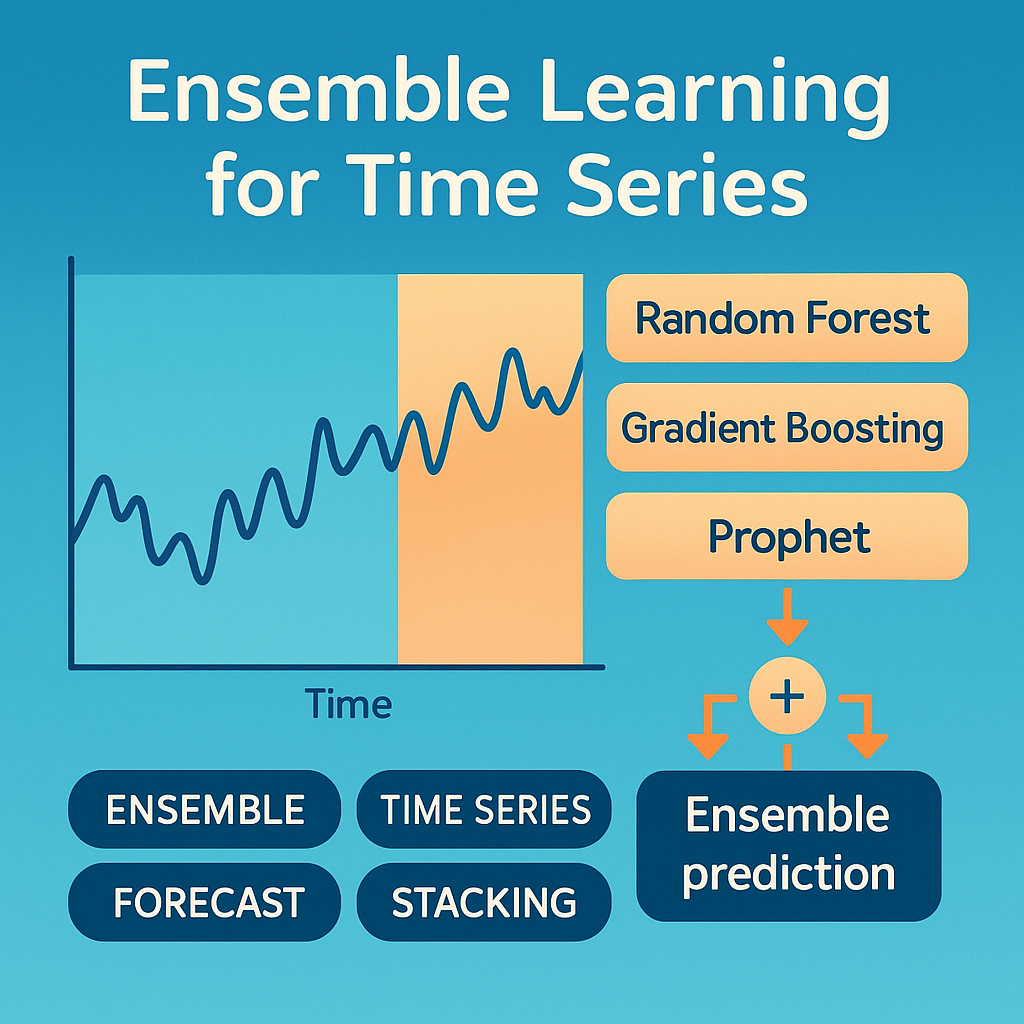 Ensemble Learning
for Time Series
Random Forest
Gradient Boosting
Prophet
+
Time
ENSEMBLE
TIME SERIES
FORECAST
STACKING
Ensemble
prediction